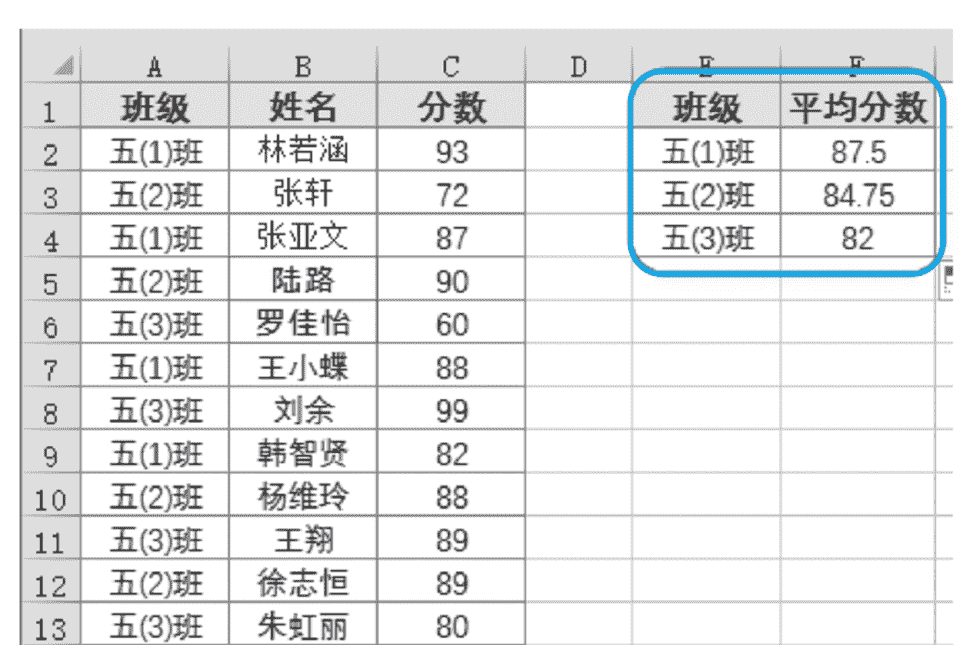 A B C D E F
1 班级 姓名 分数 班级 平均分数
2 五(1)班 林若涵 93 五(1)班 87.5
3 五(2)班 张轩 72 五(2)班 84.75
4 五(1)班 张亚文 87 五(3)班 82
5 五(2)班 陆路 90
6 五(3)班 罗佳怡 60
7 五(1)班 王小蝶 88
8 五(3)班 刘余 99
9 五(1)班 韩智贤 82
10 五(2)班 杨维玲 88
11 五(3)班 王翔 89
12 五(2)班 徐志恒 89
13 五(3)班 朱虹丽 80